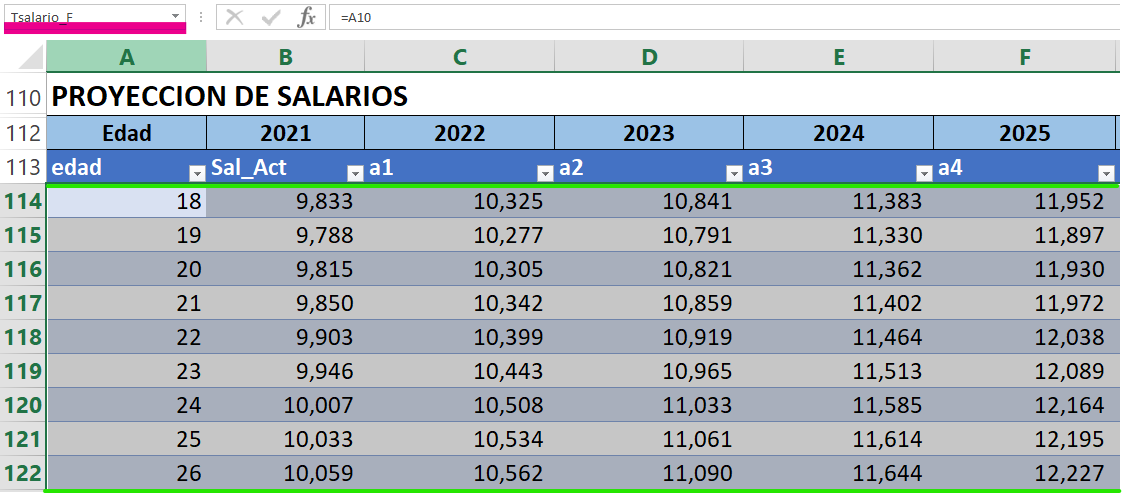 Tsalario_F fx =A10
A B C D E F
110 PROYECCION DE SALARIOS
112 Edad 2021 2022 2023 2024 2025
113 edad Sal_Act a1 a2 a3 a4
114 18 9,833 10,325 10,841 11,383 11,952
115 19 9,788 10,277 10,791 11,330 11,897
116 20 9,815 10,305 10,821 11,362 11,930
117 21 9,850 10,342 10,859 11,402 11,972
118 22 9,903 10,399 10,919 11,464 12,038
119 23 9,946 10,443 10,965 11,513 12,089
120 24 10,007 10,508 11,033 11,585 12,164
121 25 10,033 10,534 11,061 11,614 12,195
122 26 10,059 10,562 11,090 11,644 12,227